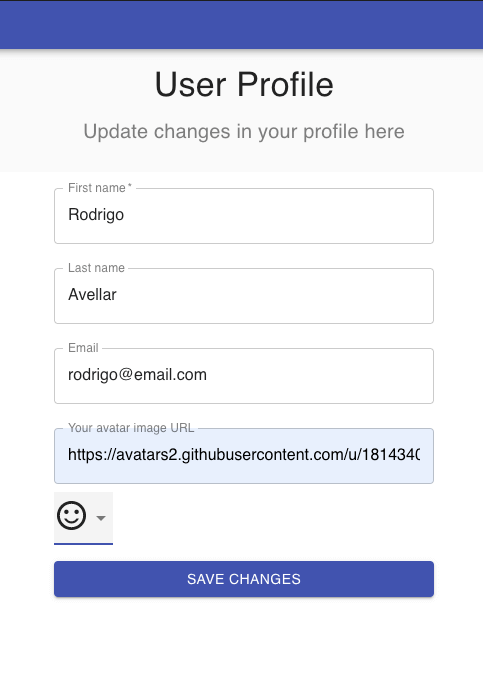 User Profile
Update changes in your profile here
First name *
Rodrigo
Last name
Avellar
Email
rodrigo@email.com
Your avatar image URL
https://avatars2.githubusercontent.com/u/1814340
SAVE CHANGES